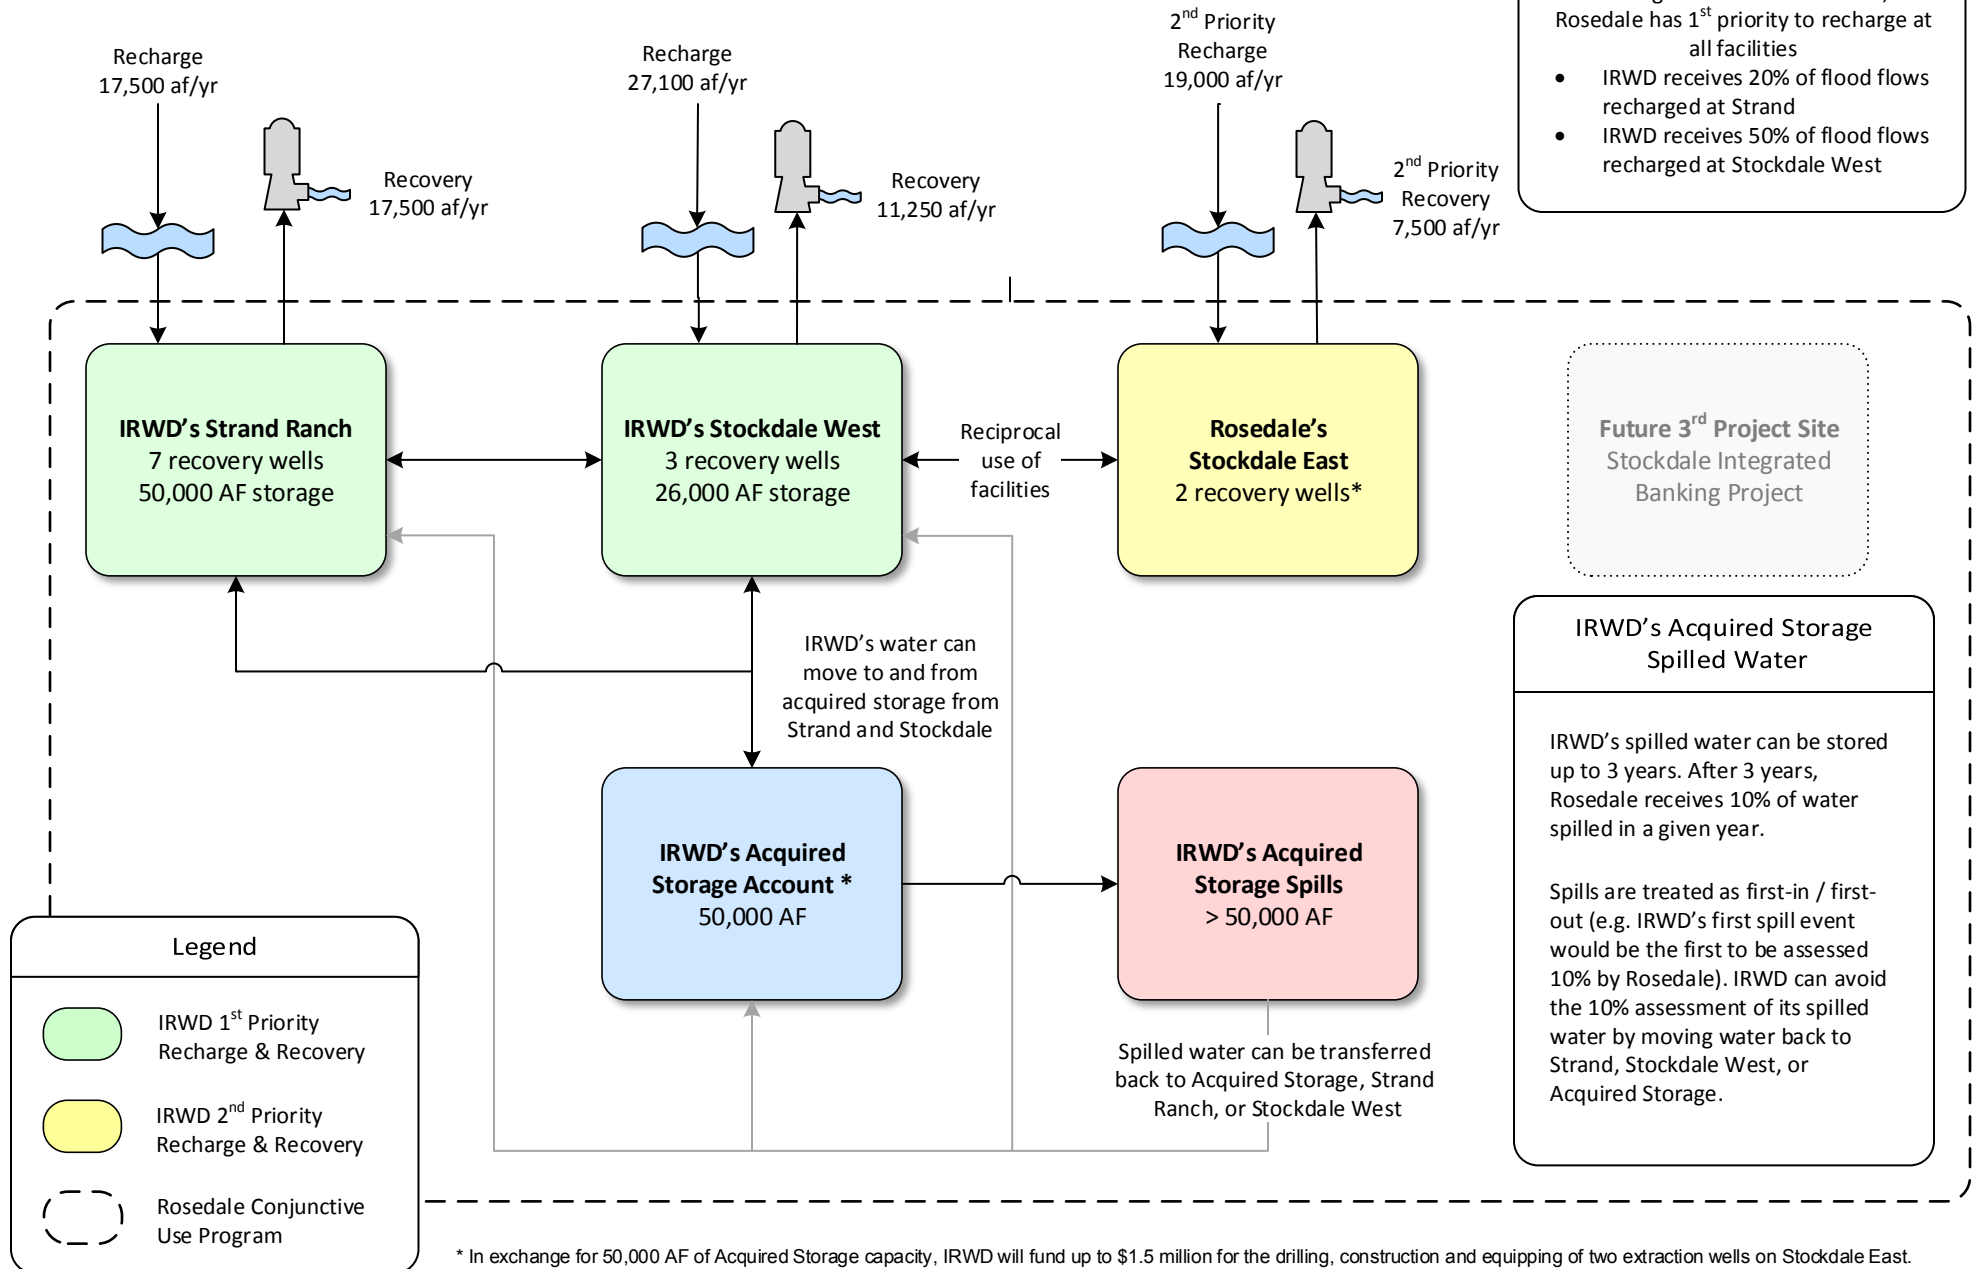 Rosedale has 1st priority to recharge at
all facilities
• IRWD receives 20% of flood flows
recharged at Strand
• IRWD receives 50% of flood flows
recharged at Stockdale West
Recharge
17,500 af/yr
Recovery
17,500 af/yr
Recharge
27,100 af/yr
Recovery
11,250 af/yr
2nd Priority
Recharge
19,000 af/yr
2nd Priority
Recovery
7,500 af/yr
IRWD’s Strand Ranch
7 recovery wells
50,000 AF storage
IRWD’s Stockdale West
3 recovery wells
26,000 AF storage
Reciprocal
use of
facilities
Rosedale’s
Stockdale East
2 recovery wells*
Future 3rd Project Site
Stockdale Integrated
Banking Project
IRWD’s water can
move to and from
acquired storage from
Strand and Stockdale
IRWD’s Acquired
Storage Account *
50,000 AF
IRWD’s Acquired
Storage Spills
> 50,000 AF
Spilled water can be transferred
back to Acquired Storage, Strand
Ranch, or Stockdale West
IRWD’s Acquired Storage
Spilled Water
IRWD’s spilled water can be stored
up to 3 years. After 3 years,
Rosedale receives 10% of water
spilled in a given year.
Spills are treated as first-in / first-
out (e.g. IRWD’s first spill event
would be the first to be assessed
10% by Rosedale). IRWD can avoid
the 10% assessment of its spilled
water by moving water back to
Strand, Stockdale West, or
Acquired Storage.
Legend
IRWD 1st Priority
Recharge & Recovery
IRWD 2nd Priority
Recharge & Recovery
Rosedale Conjunctive
Use Program
* In exchange for 50,000 AF of Acquired Storage capacity, IRWD will fund up to $1.5 million for the drilling, construction and equipping of two extraction wells on Stockdale East.